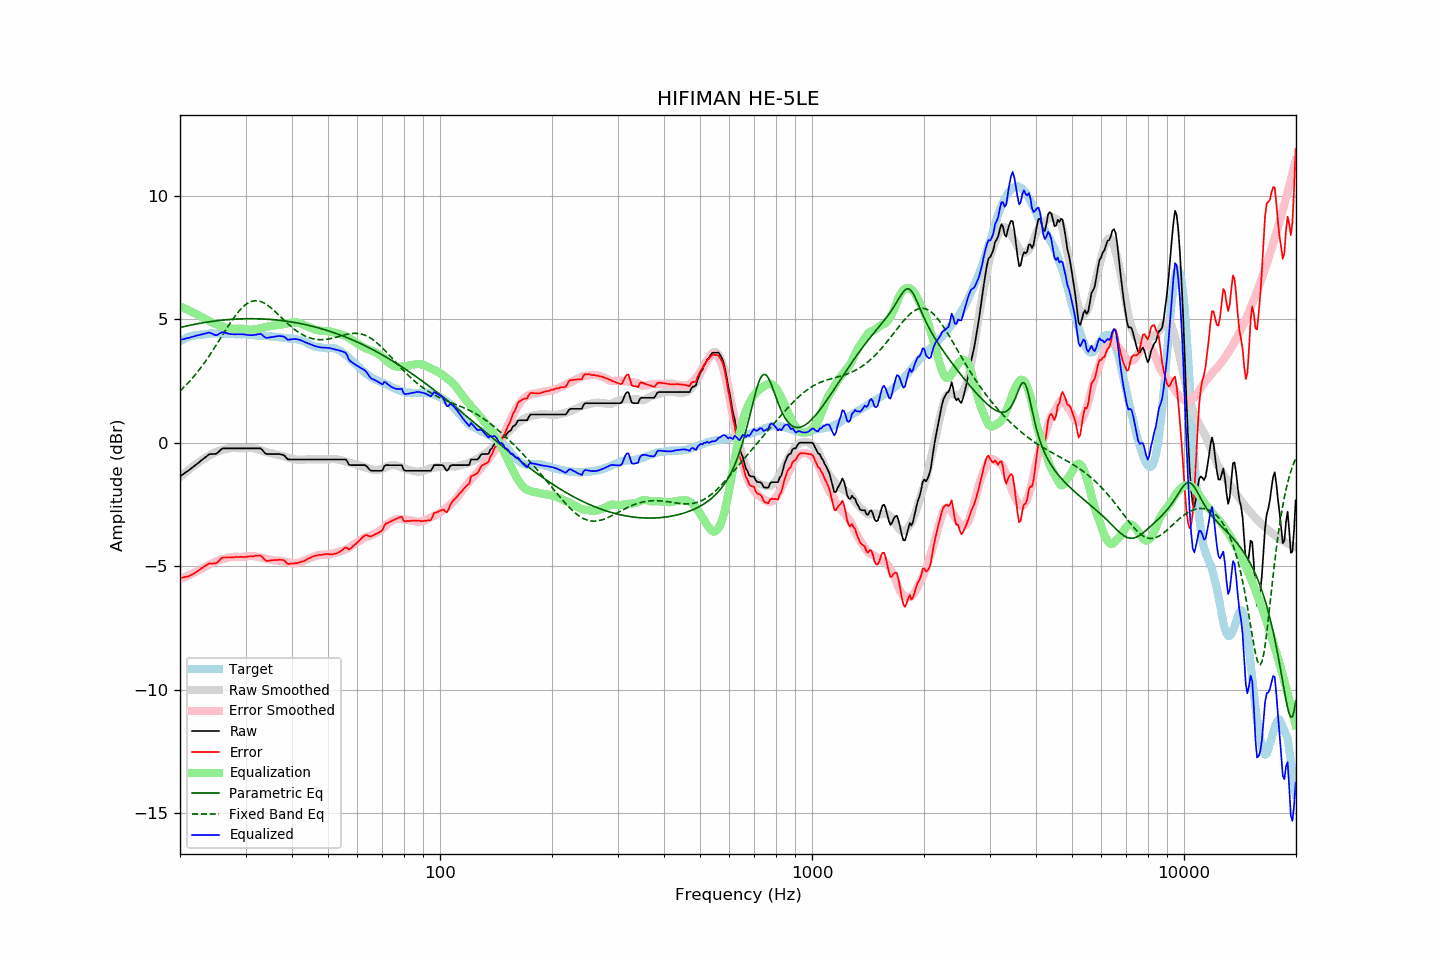 HIFIMAN HE-5LE
Amplitude (dBr)
10
5
0
−5
−10
−15
Target
Raw Smoothed
Error Smoothed
Raw
Error
Equalization
Parametric Eq
Fixed Band Eq
Equalized
100
1000
10000
Frequency (Hz)